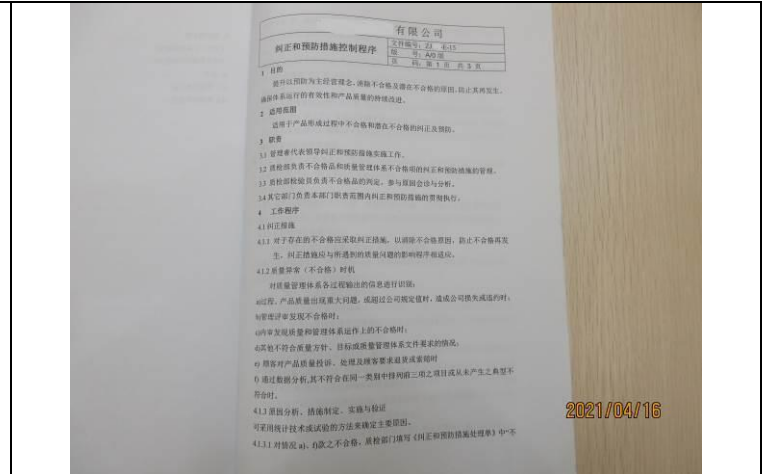 有限公司
纠正和预防措施控制程序
文件编号：ZJ
版 号：A/0 版
页 码：第 1 页 共 3 页
1 目的
提升以预防为主经营理念，消除不合格及潜在不合格的原因，防止其再发生，
确保体系运行的有效性和产品质量的持续改进。
2 适用范围
适用于产品形成过程中不合格和潜在不合格的纠正及预防。
3 职责
3.1 管理者代表领导纠正和预防措施实施工作。
3.2 质检部负责不合格品和质量管理体系不合格项的纠正和预防措施的管理。
3.3 质检部检验员负责不合格品的判定，参与原因会诊与分析。
3.4 其它部门负责本部门职责范围内纠正和预防措施的贯彻执行。
4 工作程序
4.1 纠正措施
4.1.1 对于存在的不合格应采取纠正措施，以消除不合格原因，防止不合格再发
生，纠正措施应与所遇到的质量问题的影响程序相适应。
4.1.2 质量异常（不合格）时机
对质量管理体系各过程输出的信息进行识别：
a)过程、产品质量出现重大问题，或超过公司规定值时，造成公司损失或违约时；
b)管理评审发现不合格时；
c)内审发现质量和管理体系运作上的不合格时；
d)其他不符合质量方针、目标或质量管理体系文件要求的情况；
e) 顾客对产品质量投诉、处理及顾客要求退货或索赔时
f) 通过数据分析,其不符合在同一类别中排列前三项之项目或从未产生之典型不
符合时。
4.1.3 原因分析、措施制定、实施与验证
可采用统计技术或试验的方法来确定主要原因。
4.1.3.1 对情况 a)、f)款之不合格，质检部门填写《纠正和预防措施处理单》中“不
2021/04/16